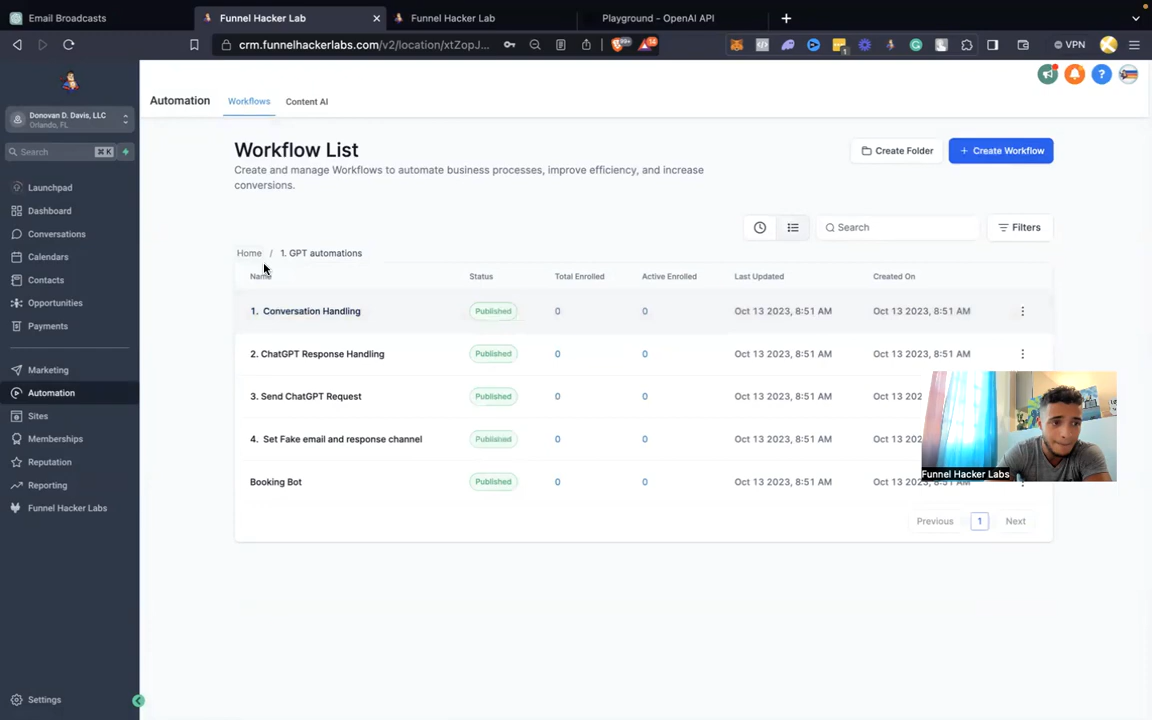 Email Broadcasts
Funnel Hacker Lab
Funnel Hacker Lab
Playground - OpenAI API
crm.funnelhackerlabs.com/v2/location/xtZopJ...
VPN
Donovan D. Davis, LLC
Orlando, FL
Search
⌘K
Launchpad
Dashboard
Conversations
Calendars
Contacts
Opportunities
Payments
Marketing
Automation
Sites
Memberships
Reputation
Reporting
Funnel Hacker Labs
Settings
Automation
Workflows
Content AI
Workflow List
Create and manage Workflows to automate business processes, improve efficiency, and increase
conversions.
Create Folder
+ Create Workflow
Search
Filters
Home / 1. GPT automations
Name Status Total Enrolled Active Enrolled Last Updated Created On
1. Conversation Handling Published 0 0 Oct 13 2023, 8:51 AM Oct 13 2023, 8:51 AM
2. ChatGPT Response Handling Published 0 0 Oct 13 2023, 8:51 AM Oct 13 2023, 8:51 AM
3. Send ChatGPT Request Published 0 0 Oct 13 2023, 8:51 AM Oct 13 2023,
4. Set Fake email and response channel Published 0 0 Oct 13 2023, 8:51 AM Oct 13 2023,
Booking Bot Published 0 0 Oct 13 2023, 8:51 AM Oct 13 2023, 8:51 AM
Funnel Hacker Labs
Previous 1 Next